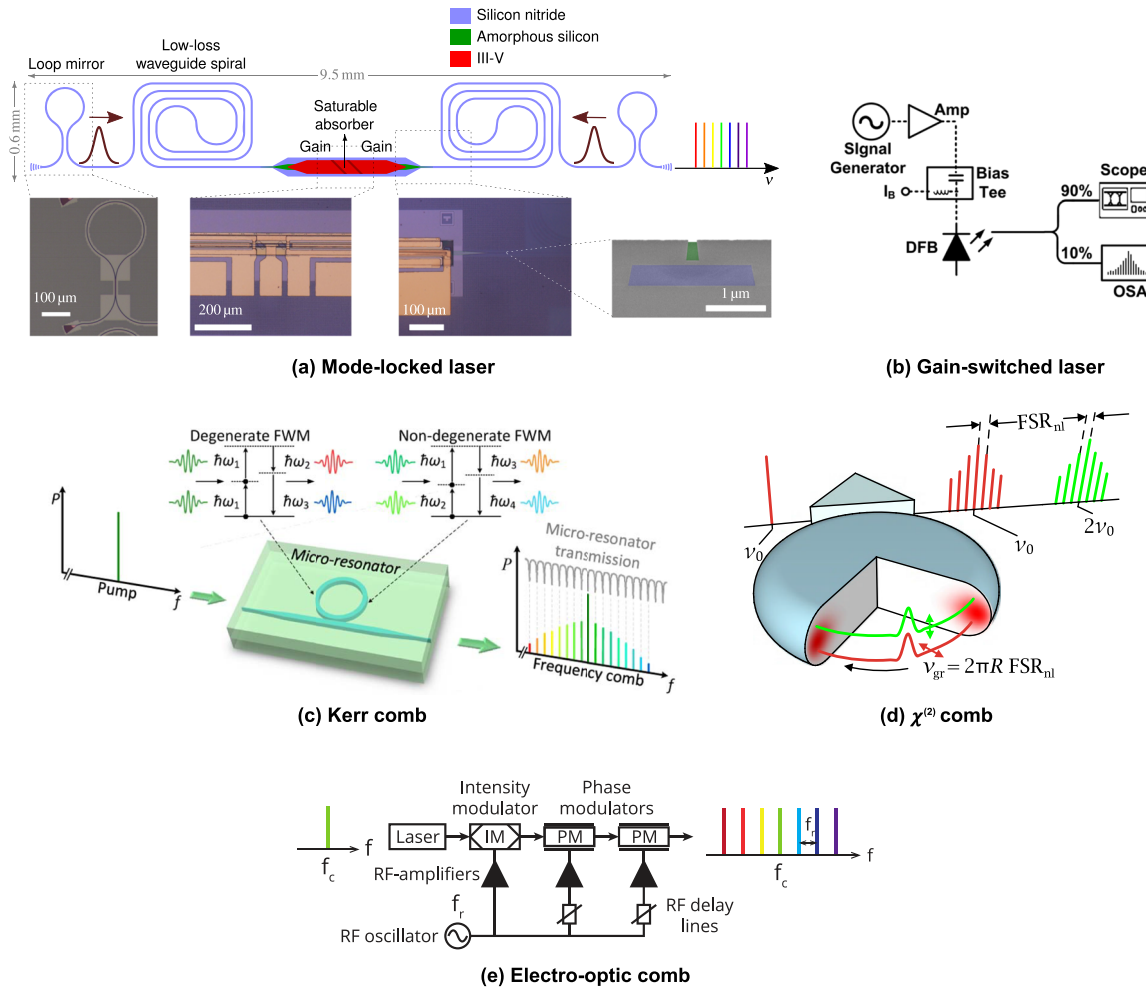 Silicon nitride
Amorphous silicon
III-V
Loop mirror
Low-loss
waveguide spiral
9.5 mm
0.6 mm
Saturable
absorber
Gain
Gain
ν
100 μm
200 μm
100 μm
1 μm
(a) Mode-locked laser
Amp
SIgnal
Generator
Bias
Tee
I_B
DFB
90%
10%
Scope
OSA
(b) Gain-switched laser
Degenerate FWM
Non-degenerate FWM
ℏω₁
ℏω₂
ℏω₁
ℏω₃
ℏω₁
ℏω₃
ℏω₂
ℏω₄
P
Pump
f
Micro-resonator
Micro-resonator
transmission
P
Frequency comb
f
(c) Kerr comb
FSR_nl
ν₀
ν₀
2ν₀
ν_gr = 2πR FSR_nl
(d) χ⁽²⁾ comb
Intensity
modulator
Phase
modulators
Laser
IM
PM
PM
f_c
f
RF-amplifiers
f_r
RF oscillator
RF delay
lines
f_r
f_c
f
(e) Electro-optic comb